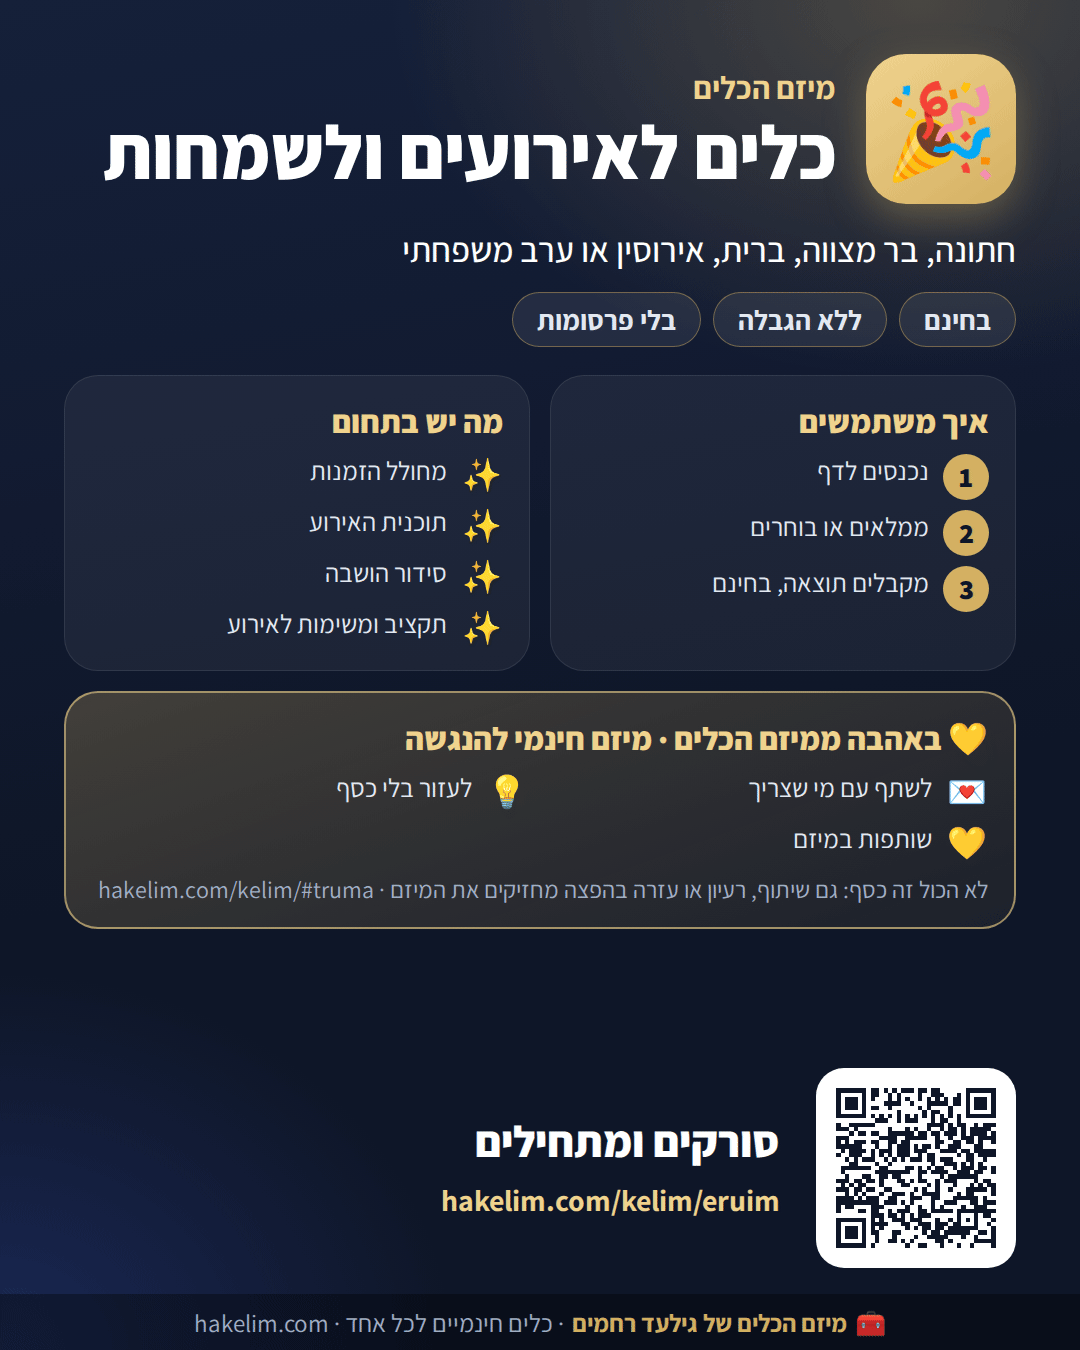 מיזם הכלים
כלים לאירועים ולשמחות
חתונה, בר מצווה, ברית, אירוסין או ערב משפחתי
בחינם
ללא הגבלה
בלי פרסומות
איך משתמשים
1 נכנסים לדף
2 ממלאים או בוחרים
3 מקבלים תוצאה, בחינם
מה יש בתחום
מחולל הזמנות
תוכנית האירוע
סידור הושבה
תקציב ומשימות לאירוע
באהבה ממיזם הכלים · מיזם חינמי להנגשה
לשתף עם מי שצריך
לעזור בלי כסף
שותפות במיזם
לא הכול זה כסף: גם שיתוף, רעיון או עזרה בהפצה מחזיקים את המיזם · hakelim.com/kelim/#truma
סורקים ומתחילים
hakelim.com/kelim/eruim
מיזם הכלים של גילעד רחמים · כלים חינמיים לכל אחד · hakelim.com